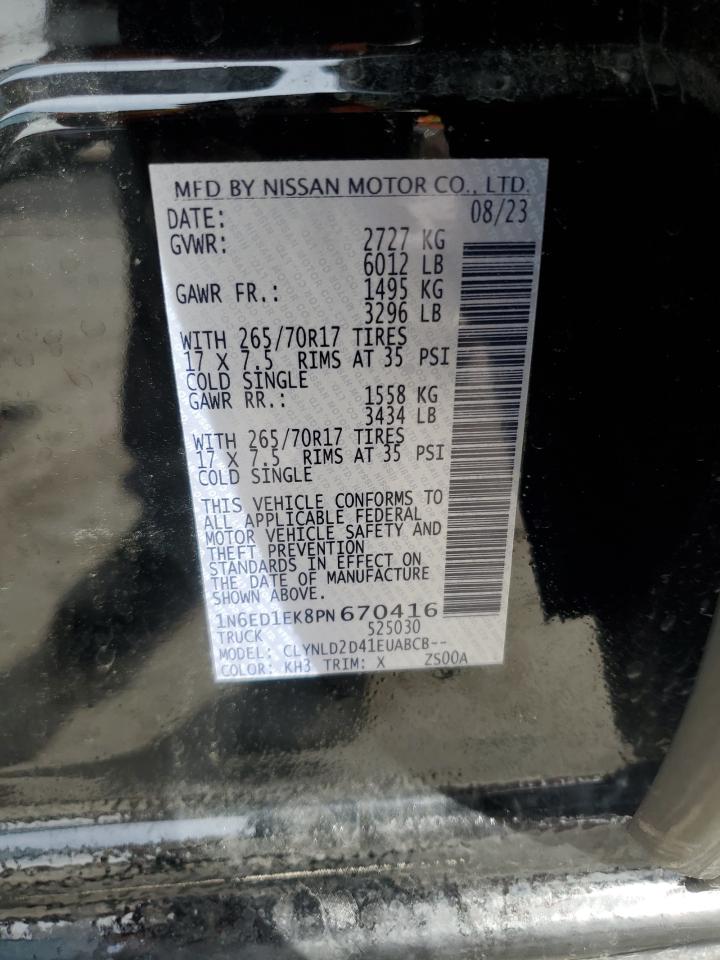 MFD BY NISSAN MOTOR CO., LTD.
DATE: 08/23
GVWR: 2727 KG
6012 LB
GAWR FR.: 1495 KG
3296 LB
WITH 265/70R17 TIRES
17 X 7.5 RIMS AT 35 PSI
COLD SINGLE
GAWR RR.: 1558 KG
3434 LB
WITH 265/70R17 TIRES
17 X 7.5 RIMS AT 35 PSI
COLD SINGLE
THIS VEHICLE CONFORMS TO
ALL APPLICABLE FEDERAL
MOTOR VEHICLE SAFETY AND
THEFT PREVENTION
STANDARDS IN EFFECT ON
THE DATE OF MANUFACTURE
SHOWN ABOVE.
1N6ED1EK8PN 670416
TRUCK 525030
MODEL: CLYNLD2D41EUABCB--
COLOR: KH3 TRIM: X ZS00A